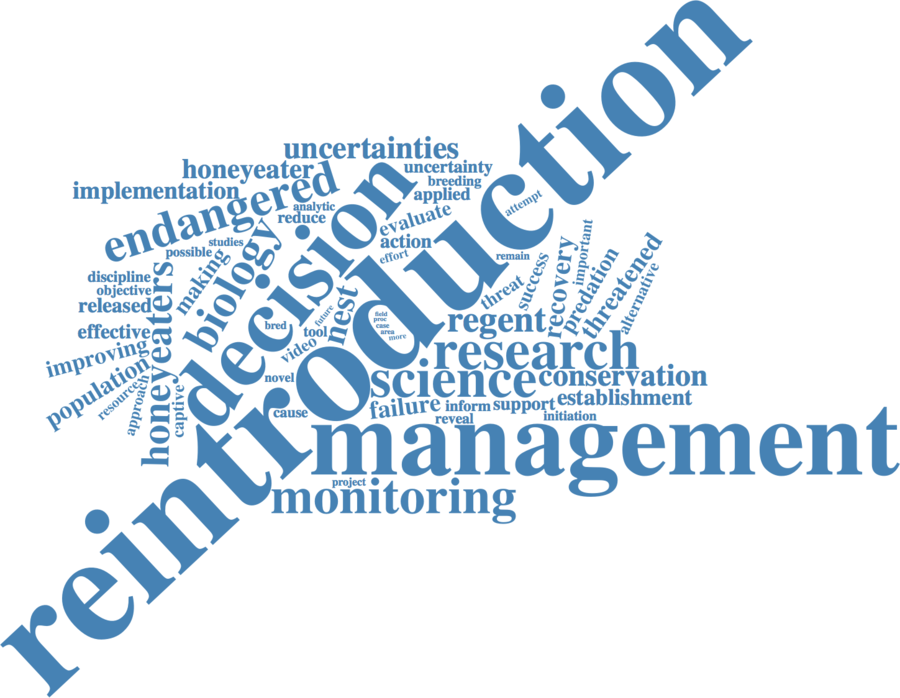 reintroduction
uncertainties
honeyeater
uncertainty
implementation
breeding
applied
endangered
decision
analytic
reduce
attempt
evaluate
action
effort
studies
possible
biology
making
discipline
objective
released
effective
improving
population
resources
approach
honeyeaters
captive
bred
tool
future
nest
video
novel
cause
field
proc
case
area
more
remain
threat
success
recovery
important
predation
threatened
alternative
regent
research
science
conservation
establishment
failure
inform
support
reveal
initiation
management
project
monitoring